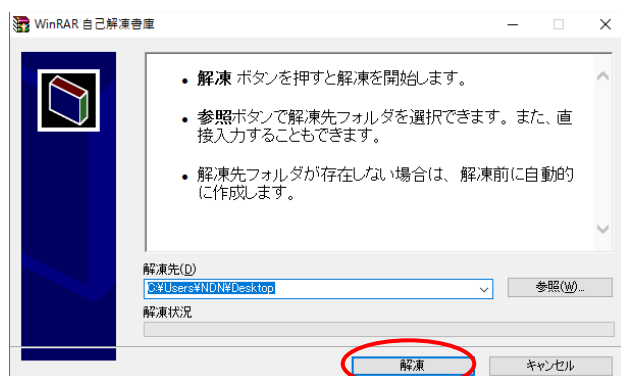 WinRAR 自己解凍書庫
• 解凍 ボタンを押すと解凍を開始します。
• 参照ボタンで解凍先フォルダを選択できます。また、直
接入力することもできます。
• 解凍先フォルダが存在しない場合は、解凍前に自動的
に作成します。
解凍先(D)
C:¥Users¥NDN¥Desktop
参照(W)...
解凍状況
解凍
キャンセル